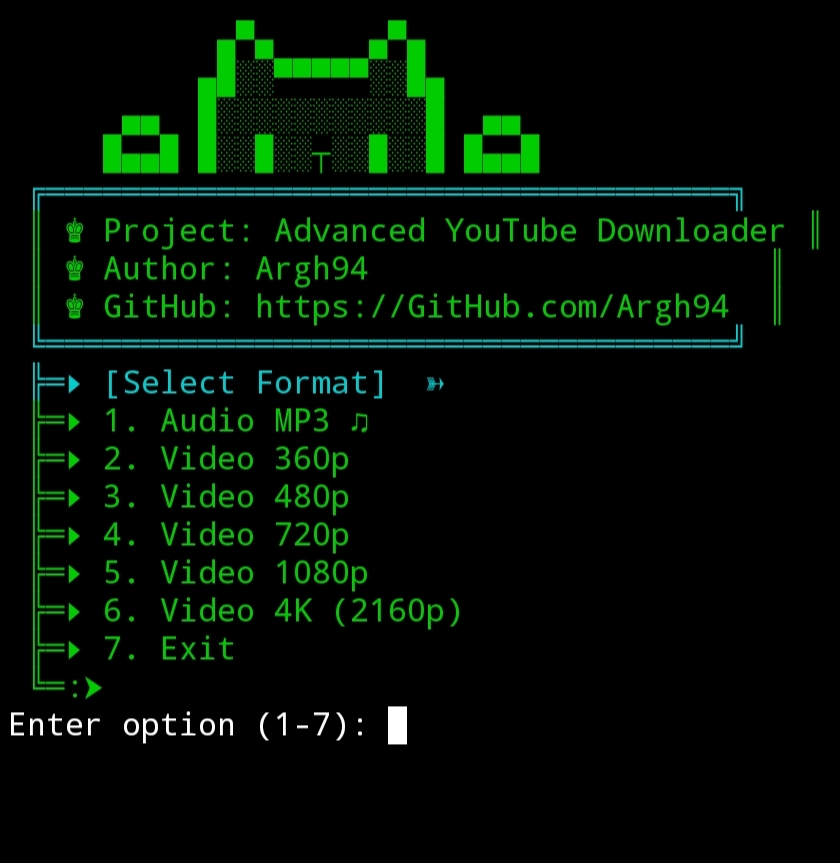 ♚ Project: Advanced YouTube Downloader
♚ Author: Argh94
♚ GitHub: https://GitHub.com/Argh94
[Select Format] ➳
1. Audio MP3 ♫
2. Video 360p
3. Video 480p
4. Video 720p
5. Video 1080p
6. Video 4K (2160p)
7. Exit
Enter option (1-7):